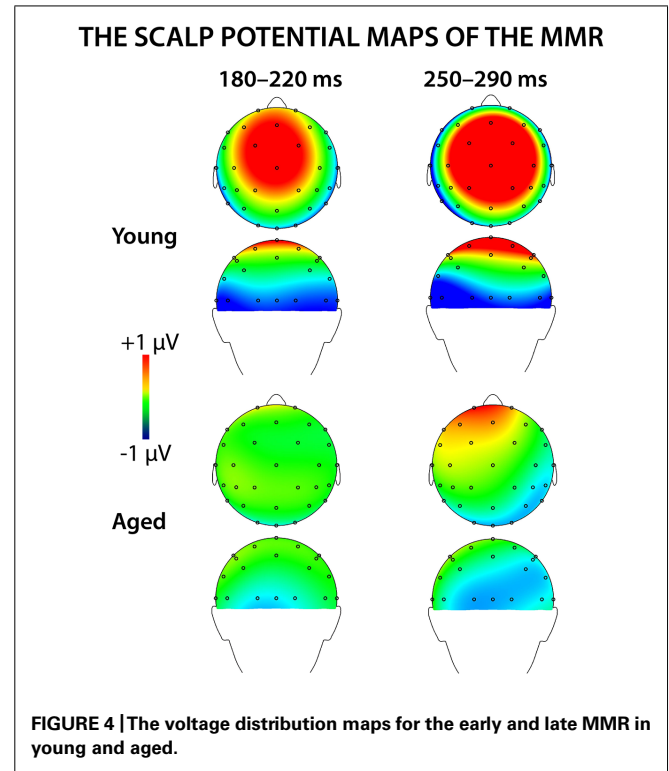 THE SCALP POTENTIAL MAPS OF THE MMR
180–220 ms 250–290 ms
Young
+1 µV
-1 µV
Aged
FIGURE 4 | The voltage distribution maps for the early and late MMR in
young and aged.